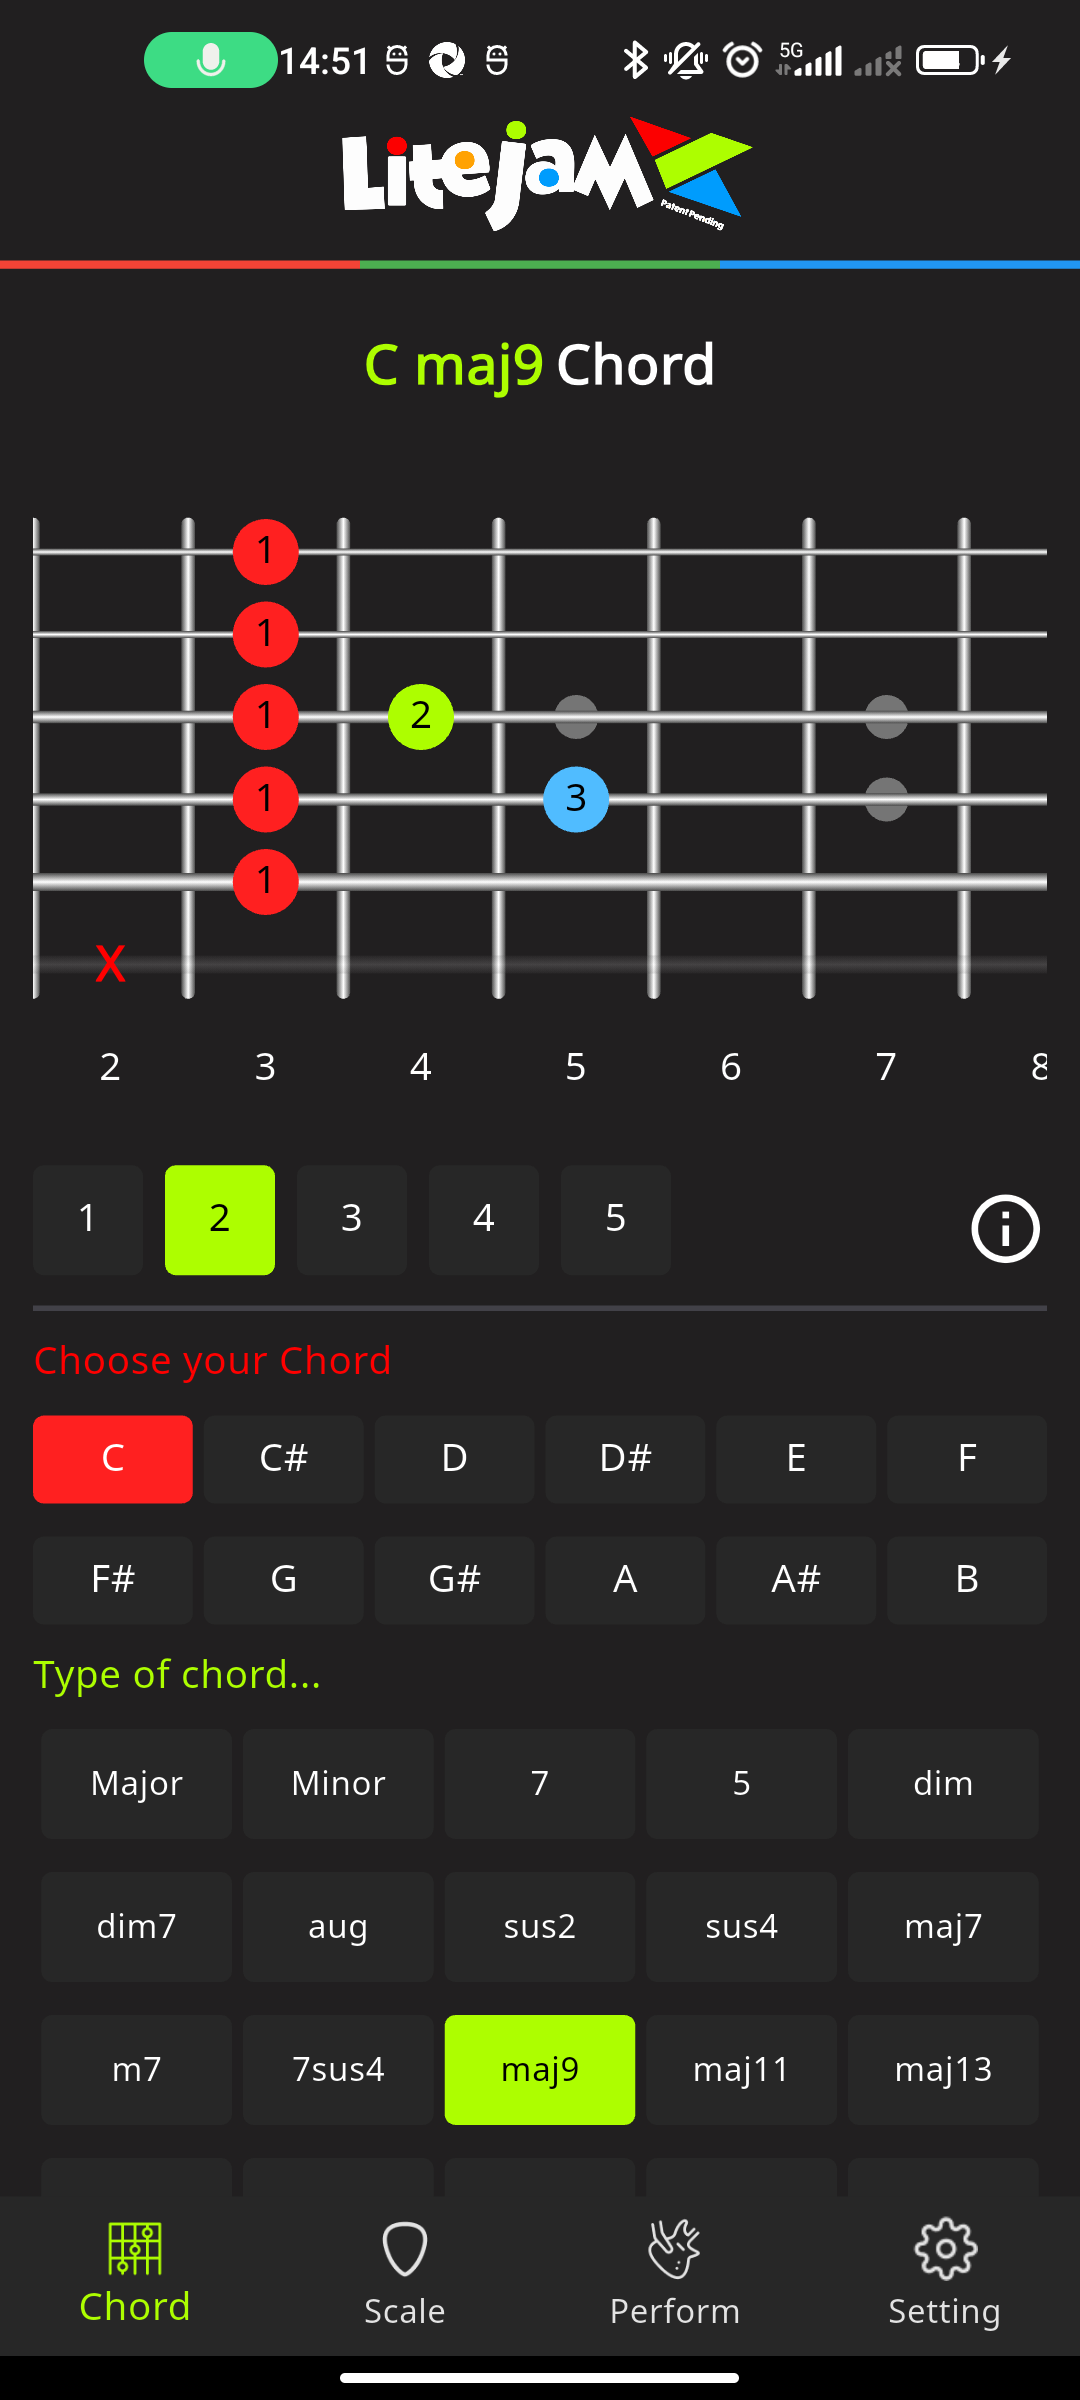 14:51 5G
LiteJam
Patent Pending
C maj9 Chord
1
1
1 2
1 3
1
X
2 3 4 5 6 7 8
1 2 3 4 5
Choose your Chord
C C# D D# E F
F# G G# A A# B
Type of chord...
Major Minor 7 5 dim
dim7 aug sus2 sus4 maj7
m7 7sus4 maj9 maj11 maj13
Chord Scale Perform Setting